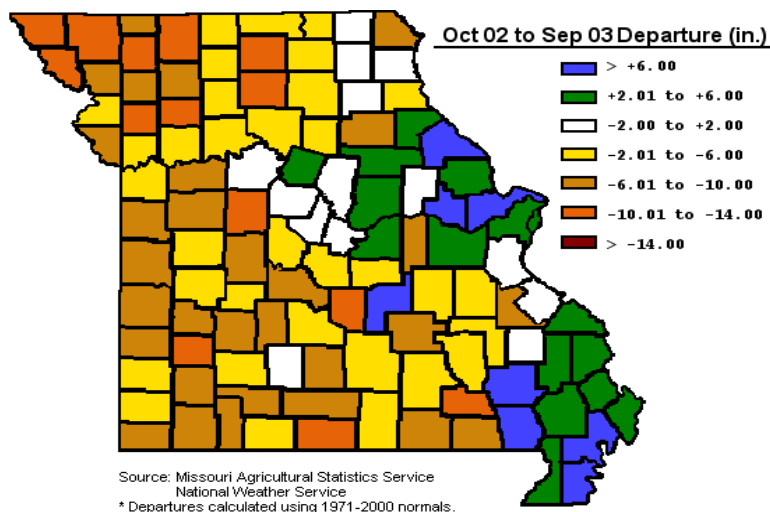 Oct 02 to Sep 03 Departure (in.)
> +6.00
+2.01 to +6.00
-2.00 to +2.00
-2.01 to -6.00
-6.01 to -10.00
-10.01 to -14.00
> -14.00
Source: Missouri Agricultural Statistics Service
National Weather Service
* Departures calculated using 1971-2000 normals.